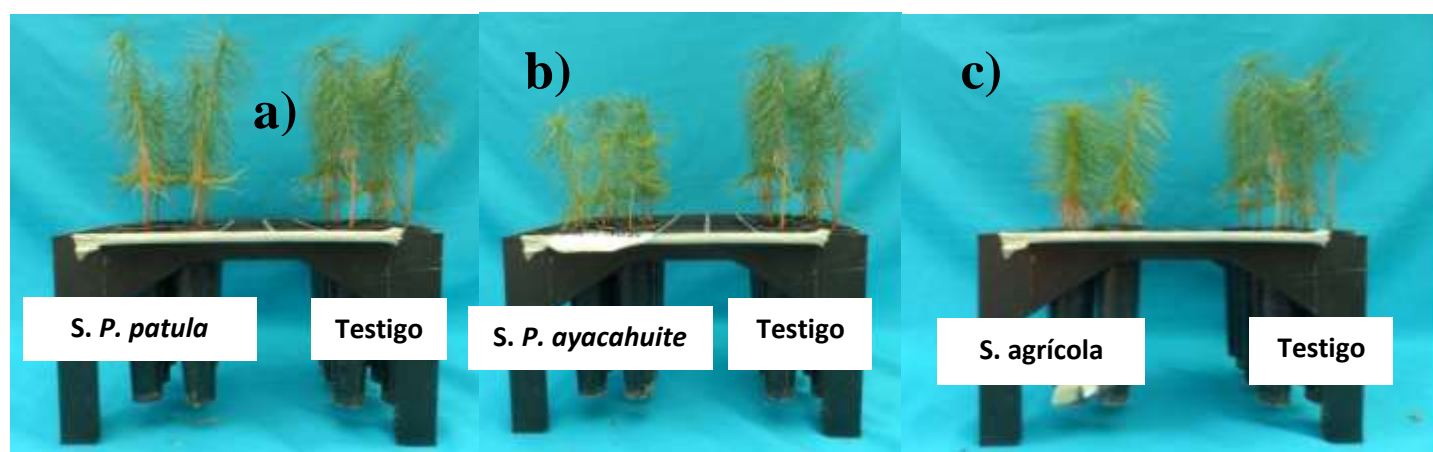 a)
S. P. patula
Testigo
b)
S. P. ayacahuite
Testigo
c)
S. agrícola
Testigo